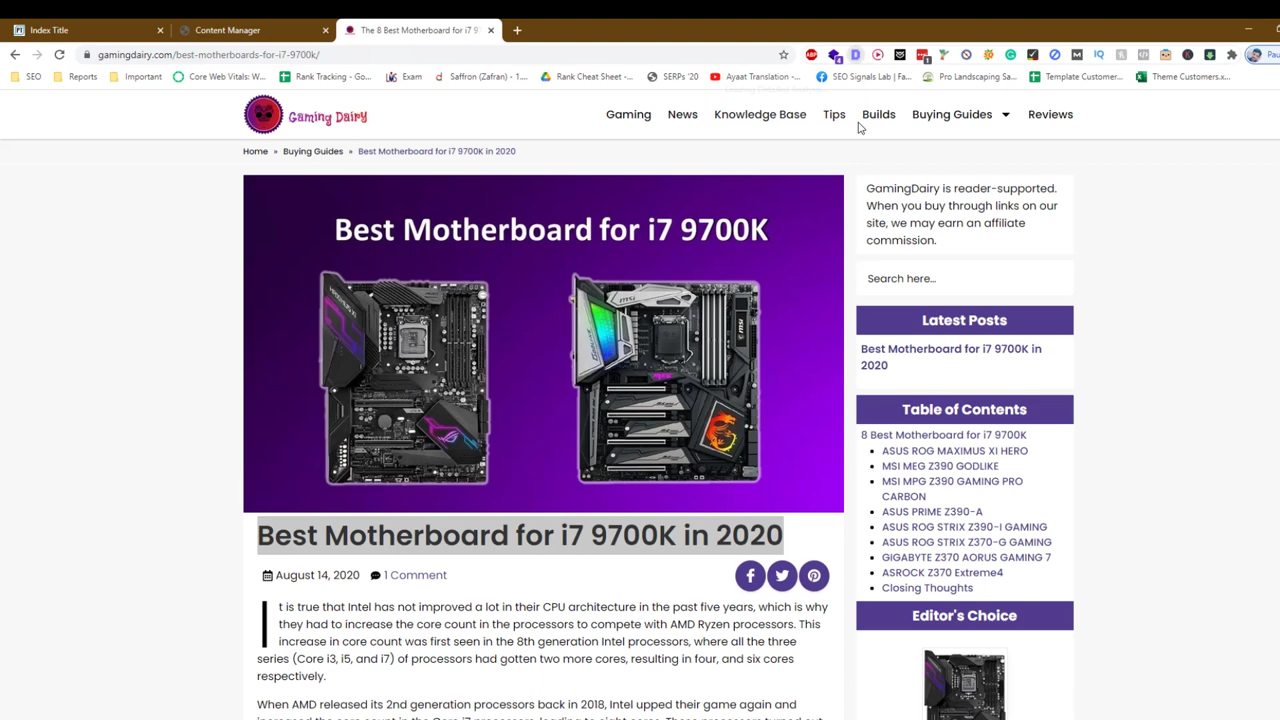 Index Title
Content Manager
The 8 Best Motherboard for i7 9
gamingdairy.com/best-motherboards-for-i7-9700k/
Pau
SEO
Reports
Important
Core Web Vitals: W...
Rank Tracking - Go...
Exam
Saffron (Zafran) - 1....
Rank Cheat Sheet -...
SERPs '20
Ayaat Translation -...
SEO Signals Lab | Fa...
Pro Landscaping Sa...
Template Customer...
Theme Customers.x...
Gaming Dairy
Gaming
News
Knowledge Base
Tips
Builds
Buying Guides
Reviews
Home » Buying Guides » Best Motherboard for i7 9700K in 2020
Best Motherboard for i7 9700K
Best Motherboard for i7 9700K in 2020
August 14, 2020
1 Comment
It is true that Intel has not improved a lot in their CPU architecture in the past five years, which is why
they had to increase the core count in the processors to compete with AMD Ryzen processors. This
increase in core count was first seen in the 8th generation Intel processors, where all the three
series (Core i3, i5, and i7) of processors had gotten two more cores, resulting in four, and six cores
respectively.
When AMD released its 2nd generation processors back in 2018, Intel upped their game again and
GamingDairy is reader-supported.
When you buy through links on our
site, we may earn an affiliate
commission.
Search here...
Latest Posts
Best Motherboard for i7 9700K in
2020
Table of Contents
8 Best Motherboard for i7 9700K
ASUS ROG MAXIMUS XI HERO
MSI MEG Z390 GODLIKE
MSI MPG Z390 GAMING PRO
CARBON
ASUS PRIME Z390-A
ASUS ROG STRIX Z390-I GAMING
ASUS ROG STRIX Z370-G GAMING
GIGABYTE Z370 AORUS GAMING 7
ASROCK Z370 Extreme4
Closing Thoughts
Editor's Choice